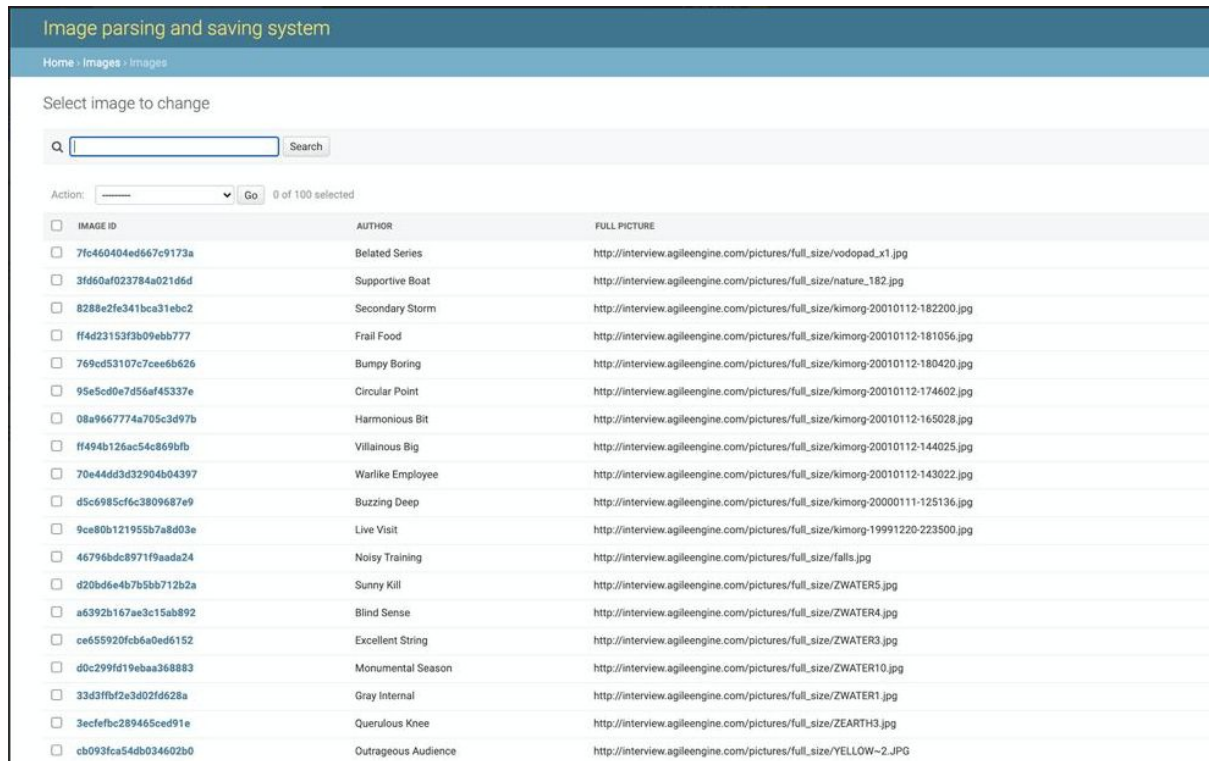 Image parsing and saving system
Home › Images › Images
Select image to change
Search
Action: --------- Go 0 of 100 selected
IMAGE ID AUTHOR FULL PICTURE
7fc460404ed667c9173a Belated Series http://interview.agileengine.com/pictures/full_size/vodopad_x1.jpg
3fd60af023784a021d6d Supportive Boat http://interview.agileengine.com/pictures/full_size/nature_182.jpg
8288e2fe341bca31ebc2 Secondary Storm http://interview.agileengine.com/pictures/full_size/kimorg-20010112-182200.jpg
ff4d23153f3b09ebb777 Frail Food http://interview.agileengine.com/pictures/full_size/kimorg-20010112-181056.jpg
769cd53107c7cee6b626 Bumpy Boring http://interview.agileengine.com/pictures/full_size/kimorg-20010112-180420.jpg
95e5cd0e7d56af45337e Circular Point http://interview.agileengine.com/pictures/full_size/kimorg-20010112-174602.jpg
08a9667774a705c3d97b Harmonious Bit http://interview.agileengine.com/pictures/full_size/kimorg-20010112-165028.jpg
ff494b126ac54c869bfb Villainous Big http://interview.agileengine.com/pictures/full_size/kimorg-20010112-144025.jpg
70e44dd3d32904b04397 Warlike Employee http://interview.agileengine.com/pictures/full_size/kimorg-20010112-143022.jpg
d5c6985cf6c3809687e9 Buzzing Deep http://interview.agileengine.com/pictures/full_size/kimorg-20000111-125136.jpg
9ce80b121955b7a8d03e Live Visit http://interview.agileengine.com/pictures/full_size/kimorg-19991220-223500.jpg
46796bdc8971f9aada24 Noisy Training http://interview.agileengine.com/pictures/full_size/falls.jpg
d20bd6e4b7b5bb712b2a Sunny Kill http://interview.agileengine.com/pictures/full_size/ZWATER5.jpg
a6392b167ae3c15ab892 Blind Sense http://interview.agileengine.com/pictures/full_size/ZWATER4.jpg
ce655920fcb6a0ed6152 Excellent String http://interview.agileengine.com/pictures/full_size/ZWATER3.jpg
d0c299fd19ebaa368883 Monumental Season http://interview.agileengine.com/pictures/full_size/ZWATER10.jpg
33d3ffbf2e3d02fd628a Gray Internal http://interview.agileengine.com/pictures/full_size/ZWATER1.jpg
3ecfefbc289465ced91e Querulous Knee http://interview.agileengine.com/pictures/full_size/ZEARTH3.jpg
cb093fca54db034602b0 Outrageous Audience http://interview.agileengine.com/pictures/full_size/YELLOW~2.JPG